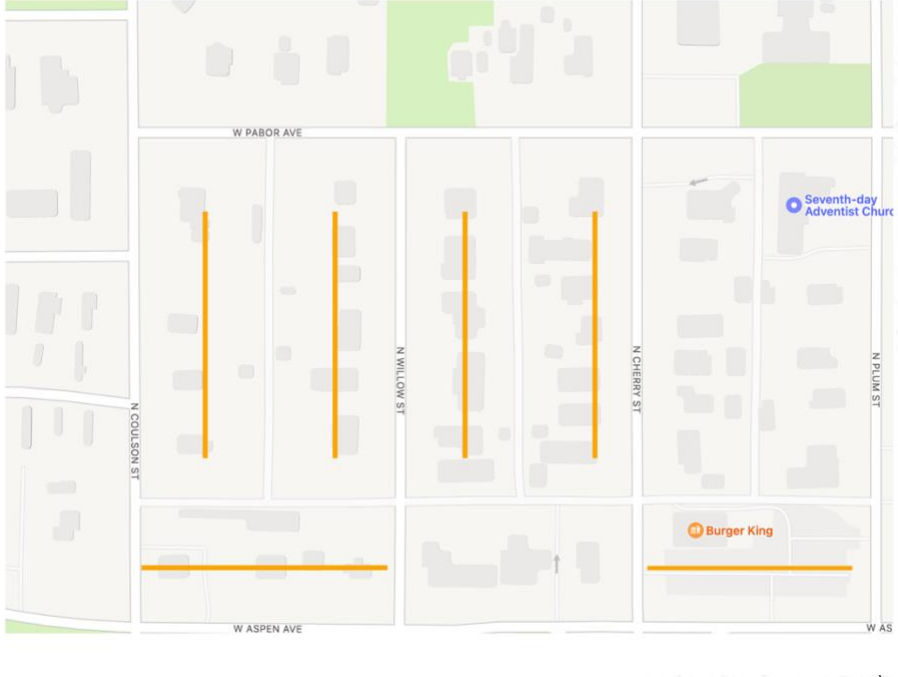 W PABOR AVE
Seventh-day
Adventist Churc
N WILLOW ST
N CHERRY ST
N PLUM ST
N COULSON ST
Burger King
W ASPEN AVE
W AS